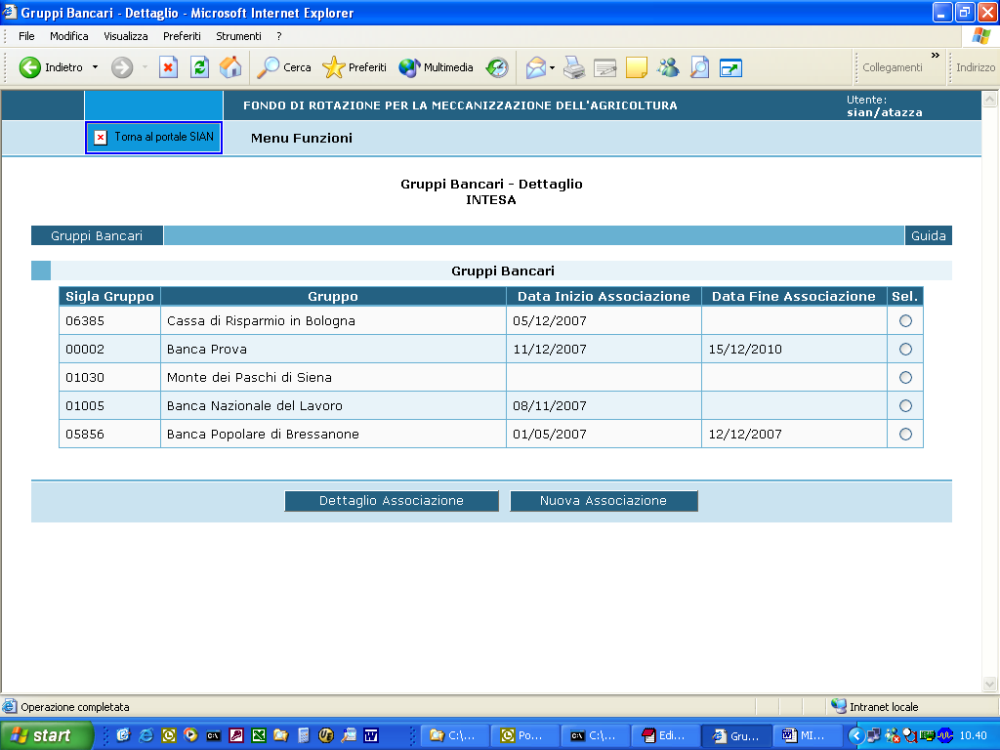 Gruppi Bancari - Dettaglio - Microsoft Internet Explorer
File Modifica Visualizza Preferiti Strumenti ?
Indietro Cerca Preferiti Multimedia Collegamenti » Indirizzo
FONDO DI ROTAZIONE PER LA MECCANIZZAZIONE DELL'AGRICOLTURA
Utente:
sian/atazza
Torna al portale SIAN Menu Funzioni
Gruppi Bancari - Dettaglio
INTESA
Gruppi Bancari Guida
Gruppi Bancari
Sigla Gruppo Gruppo Data Inizio Associazione Data Fine Associazione Sel.
06385 Cassa di Risparmio in Bologna 05/12/2007
00002 Banca Prova 11/12/2007 15/12/2010
01030 Monte dei Paschi di Siena
01005 Banca Nazionale del Lavoro 08/11/2007
05856 Banca Popolare di Bressanone 01/05/2007 12/12/2007
Dettaglio Associazione Nuova Associazione
Operazione completata Intranet locale
start C:\... Po... C:\... Edi... Gru... MI... 10.40